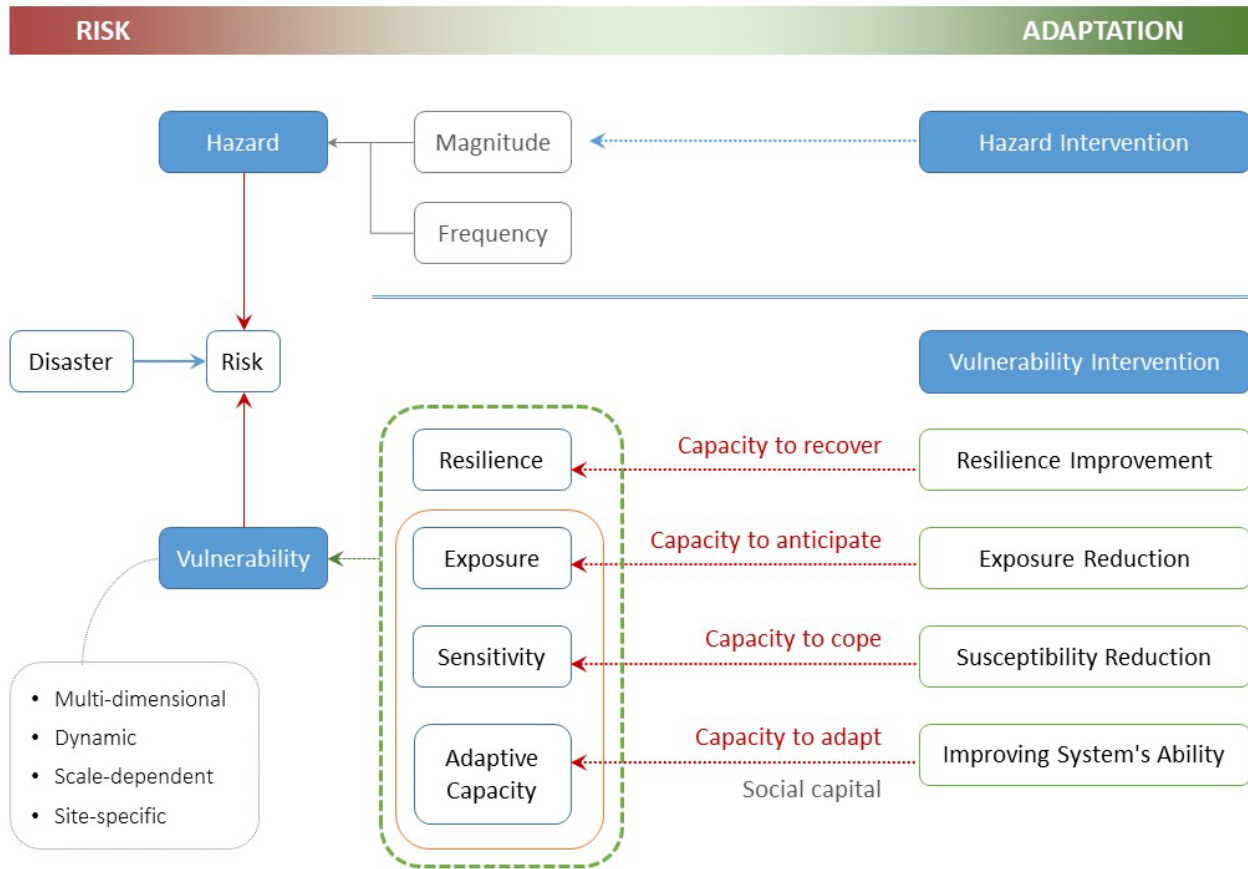 RISK
ADAPTATION
Hazard
Magnitude
Hazard Intervention
Frequency
Disaster
Risk
Vulnerability Intervention
Resilience
Capacity to recover
Resilience Improvement
Vulnerability
Exposure
Capacity to anticipate
Exposure Reduction
Sensitivity
Capacity to cope
Susceptibility Reduction
• Multi-dimensional
• Dynamic
• Scale-dependent
• Site-specific
Adaptive
Capacity
Capacity to adapt
Social capital
Improving System's Ability